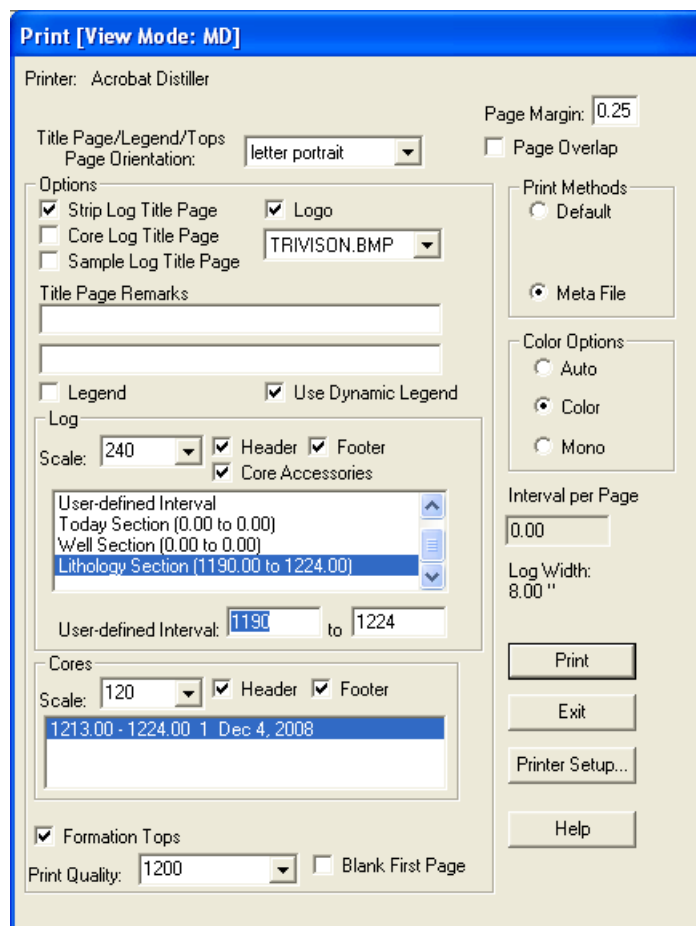 Print [View Mode: MD]
Printer: Acrobat Distiller
Page Margin: 0.25
Title Page/Legend/Tops
Page Orientation: letter portrait
Page Overlap
Options
Strip Log Title Page
Logo
Core Log Title Page
TRIVISON.BMP
Sample Log Title Page
Title Page Remarks
Legend
Use Dynamic Legend
Log
Scale: 240
Header
Footer
Core Accessories
User-defined Interval
Today Section (0.00 to 0.00)
Well Section (0.00 to 0.00)
Lithology Section (1190.00 to 1224.00)
User-defined Interval: 1190 to 1224
Cores
Scale: 120
Header
Footer
1213.00 - 1224.00 1 Dec 4, 2008
Formation Tops
Print Quality: 1200
Blank First Page
Print Methods
Default
Meta File
Color Options
Auto
Color
Mono
Interval per Page
0.00
Log Width:
8.00 "
Print
Exit
Printer Setup...
Help